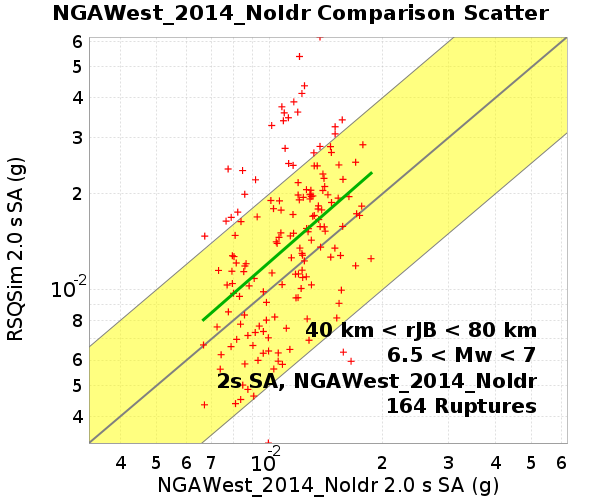 NGAWest_2014_NoIdr Comparison Scatter
RSQSim 2.0 s SA (g)
6
5
4
3
2
10-2
8
6
5
4
40 km < rJB < 80 km
6.5 < Mw < 7
2s SA, NGAWest_2014_NoIdr
164 Ruptures
4 5 6 7 10-2 2 3 4 5 6
NGAWest_2014_NoIdr 2.0 s SA (g)